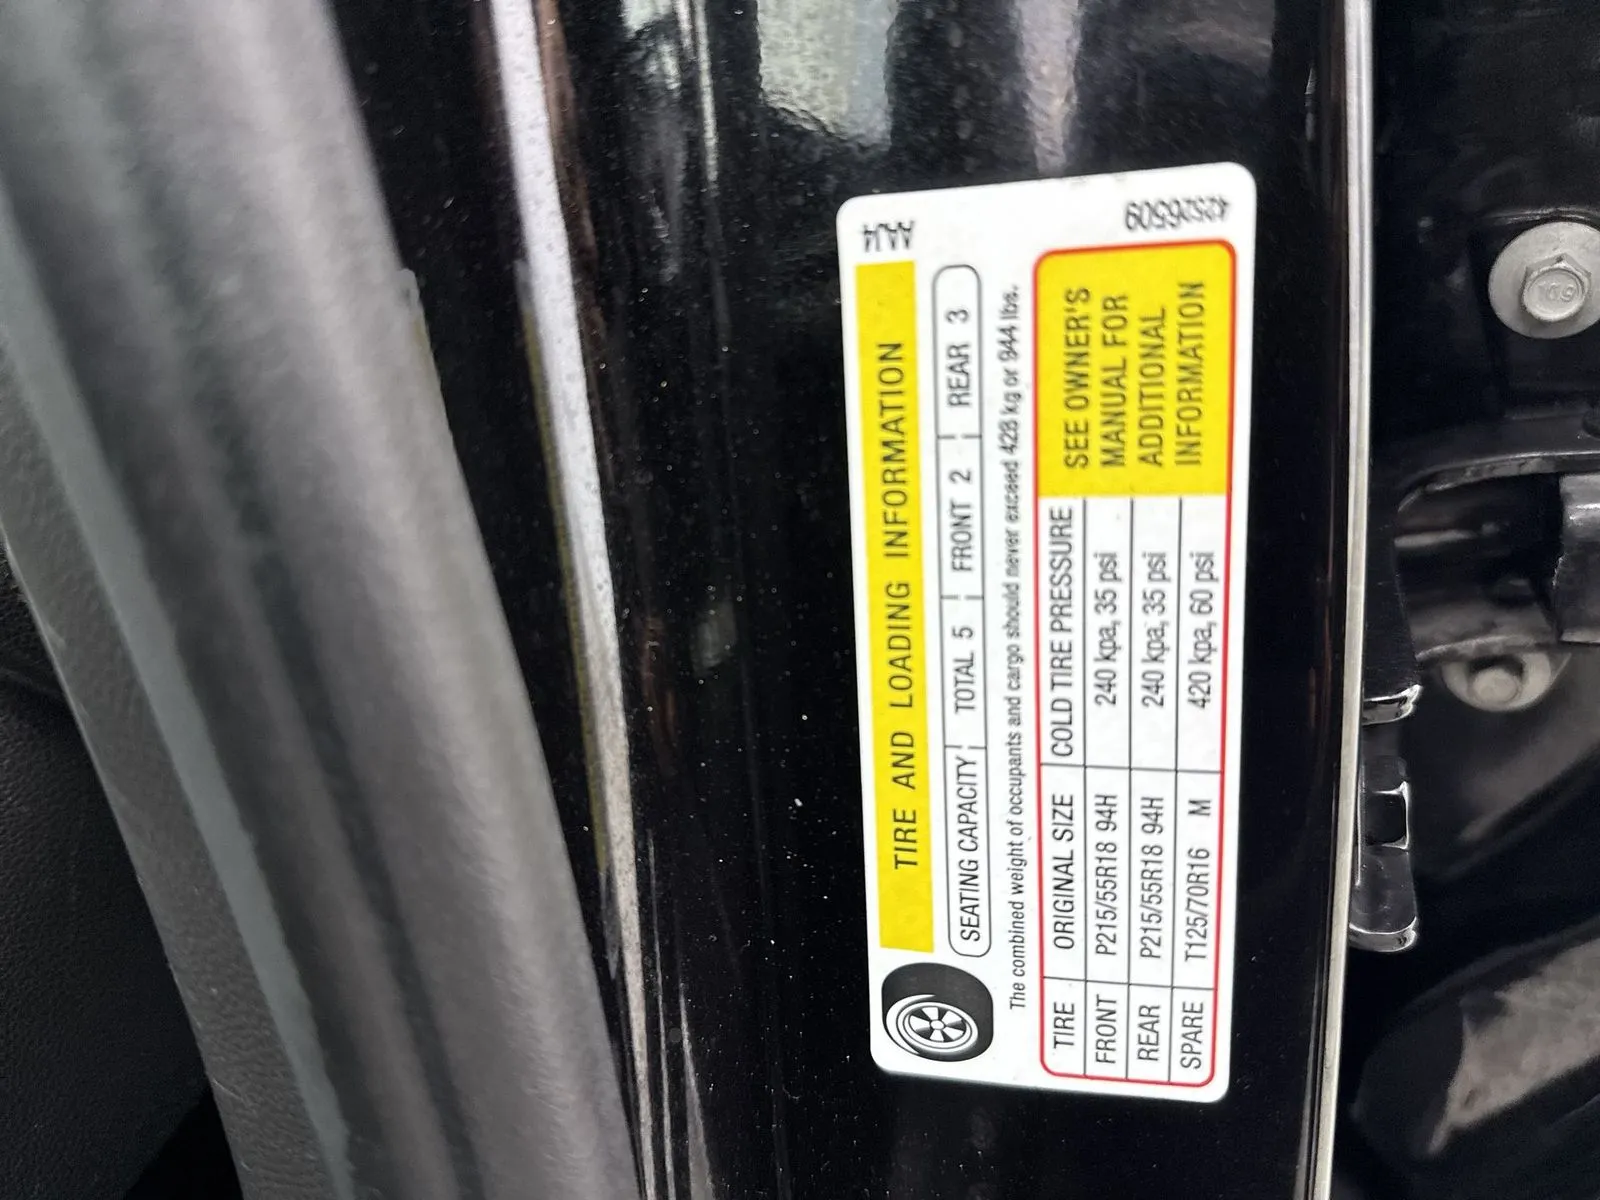 AAJ4
42526509
TIRE AND LOADING INFORMATION
SEATING CAPACITY TOTAL 5 FRONT 2 REAR 3
The combined weight of occupants and cargo should never exceed 428 kg or 944 lbs.
TIRE ORIGINAL SIZE COLD TIRE PRESSURE
FRONT P215/55R18 94H 240 kpa, 35 psi
REAR P215/55R18 94H 240 kpa, 35 psi
SPARE T125/70R16 M 420 kpa, 60 psi
SEE OWNER'S
MANUAL FOR
ADDITIONAL
INFORMATION